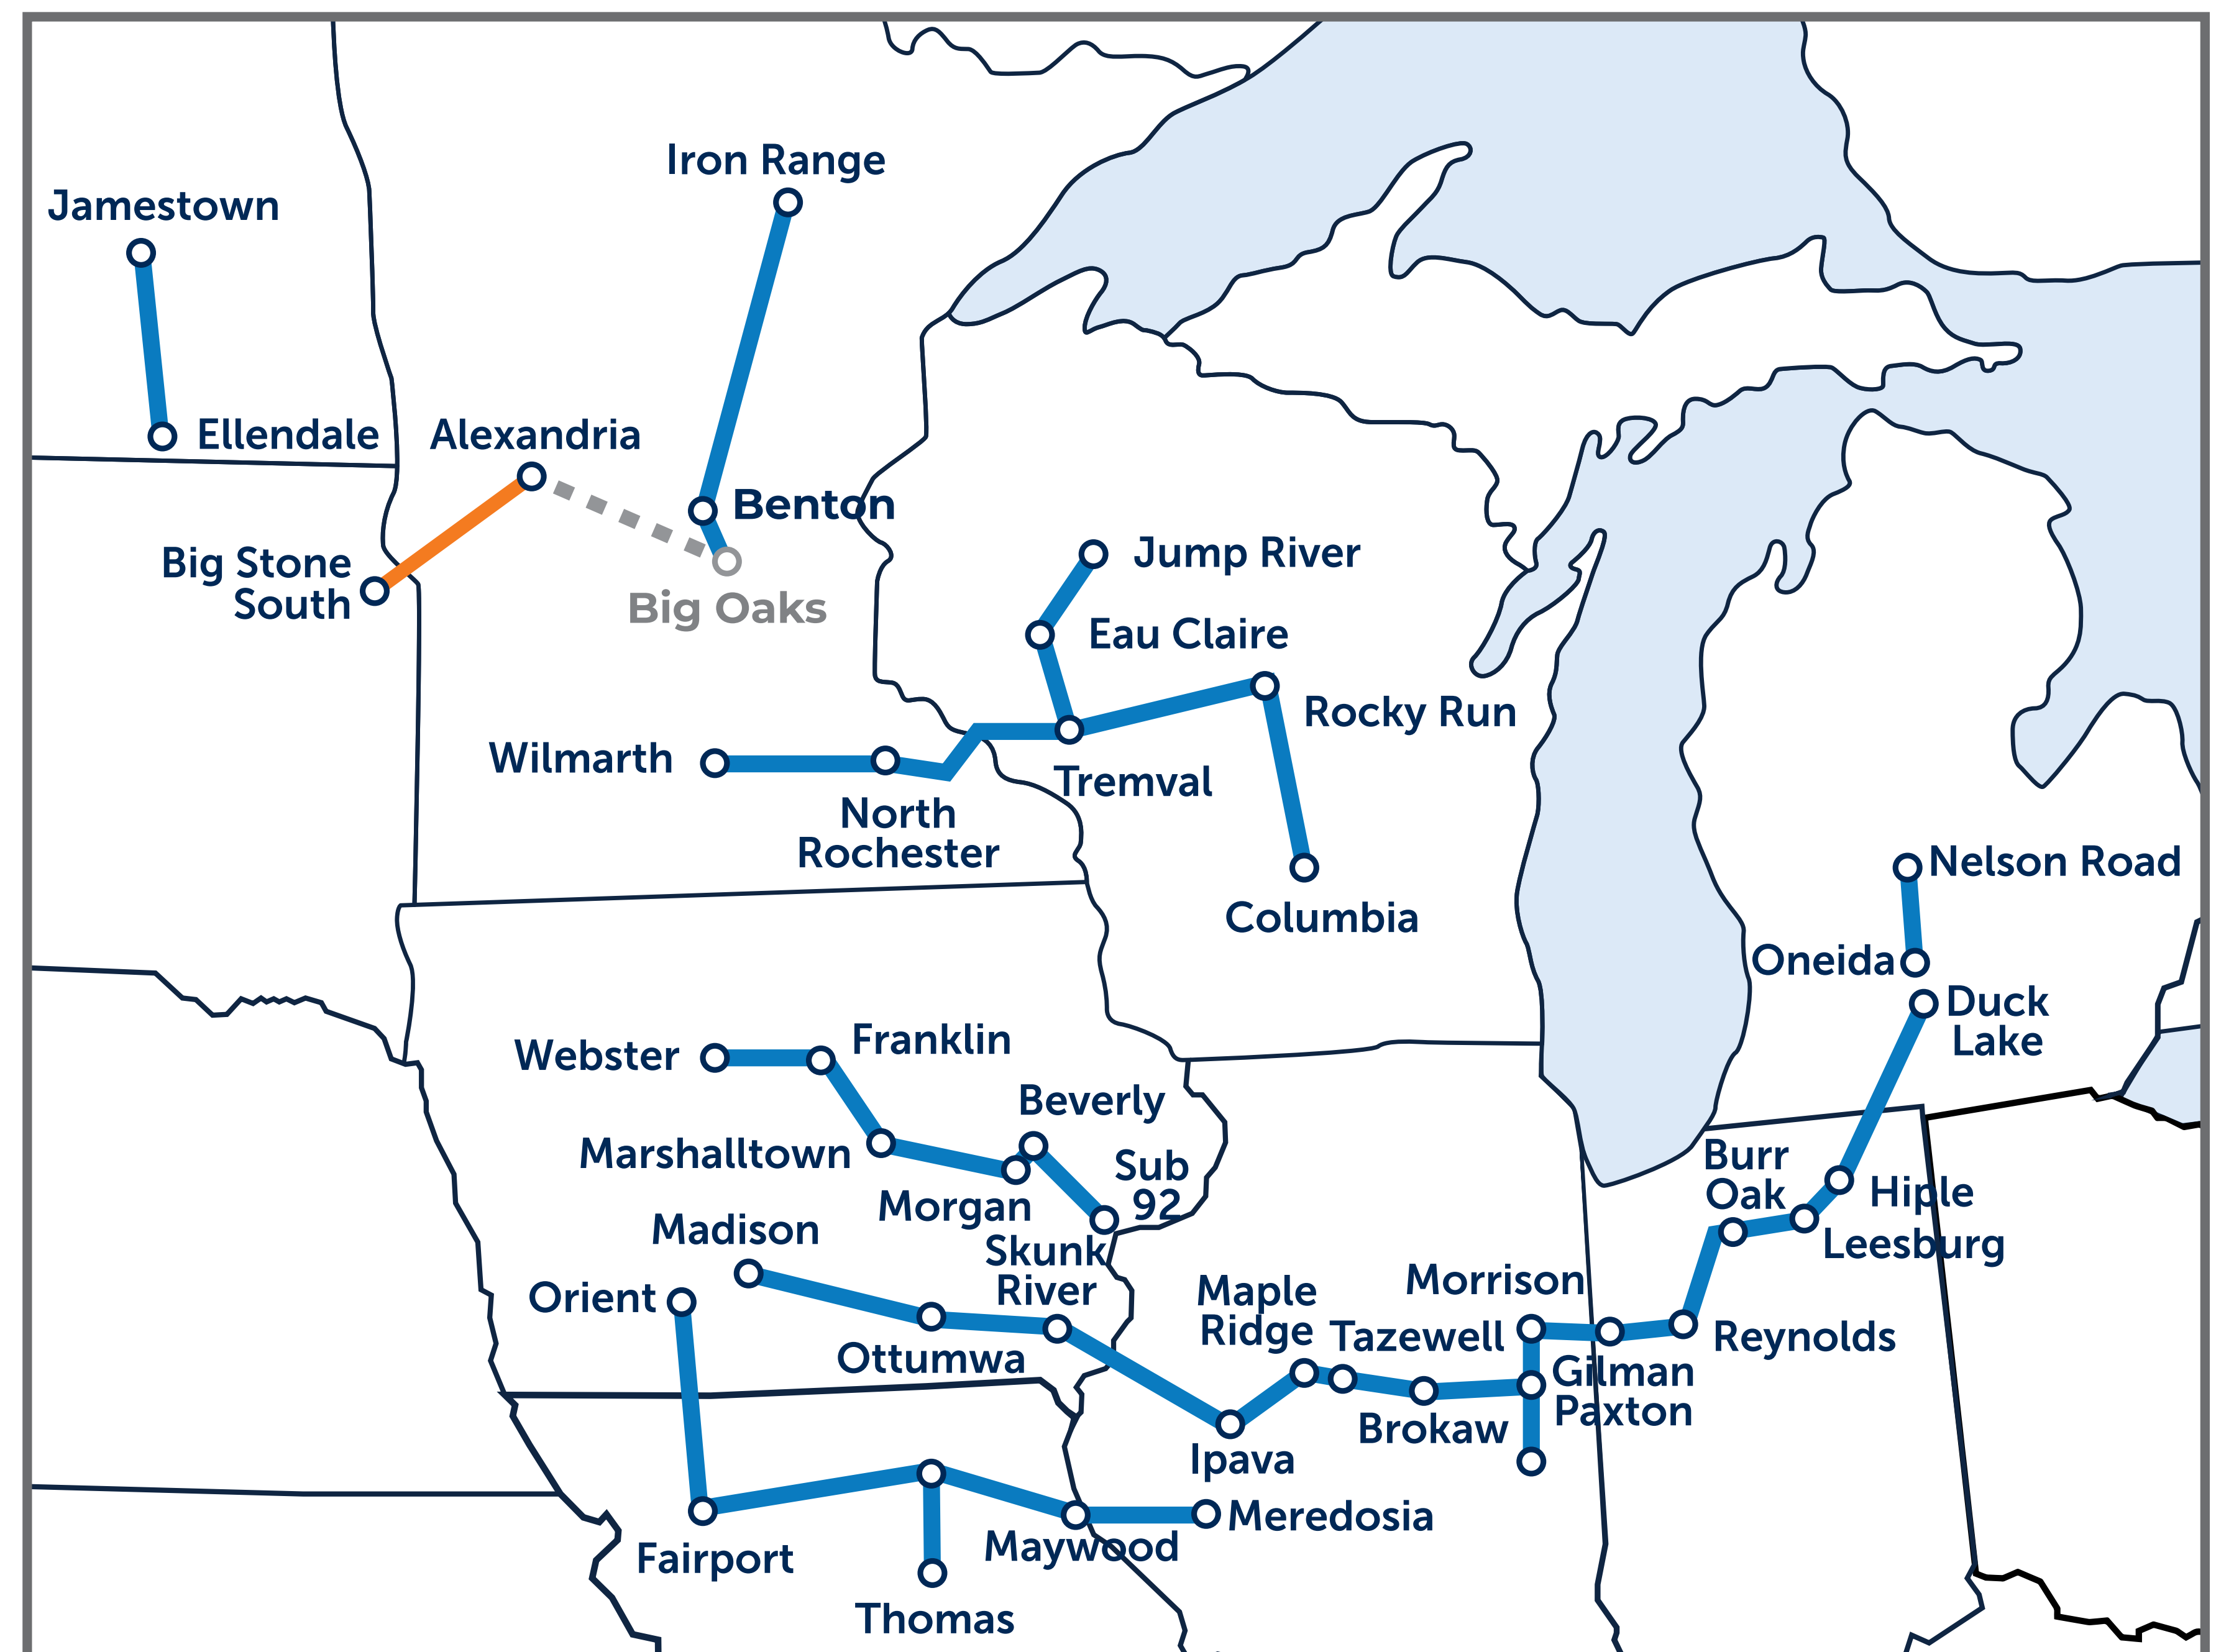 Iron Range
Jamestown
Ellendale
Alexandria
Benton
Big Stone
South
Big Oaks
Jump River
Eau Claire
Rocky Run
Wilmarth
Tremval
North
Rochester
Columbia
Nelson Road
Oneida
Duck
Lake
Webster
Franklin
Beverly
Marshalltown
Sub
92
Morgan
Burr
Oak
Hiple
Leesburg
Madison
Skunk
River
Orient
Maple
Ridge
Morrison
Tazewell
Reynolds
Ottumwa
Gilman
Paxton
Brokaw
Ipava
Meredosia
Maywood
Fairport
Thomas